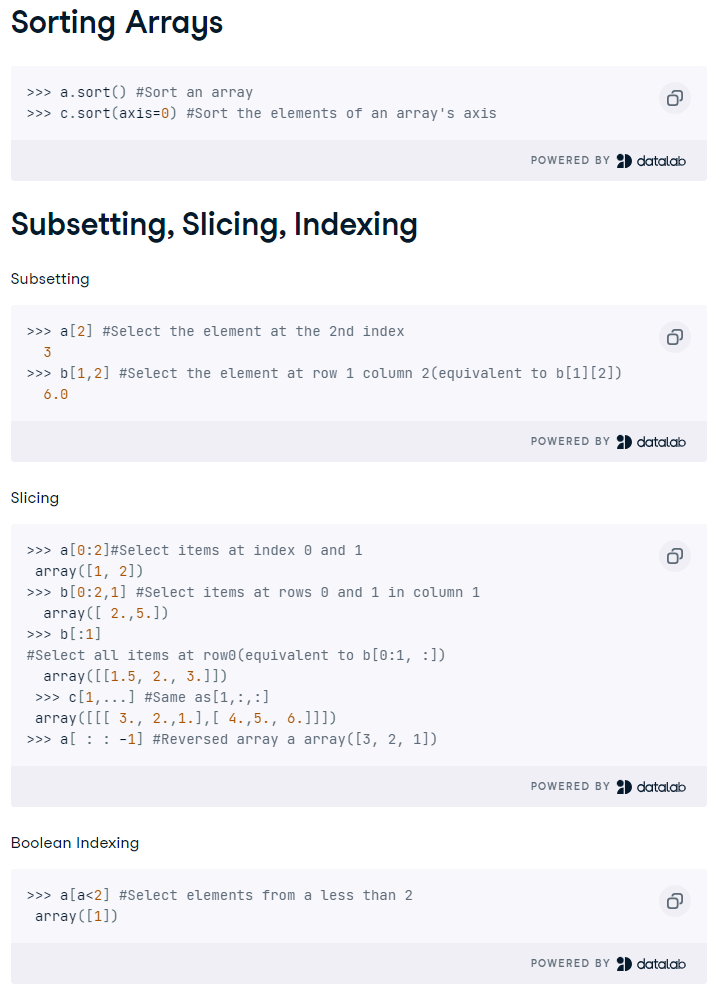 Sorting Arrays
>>> a.sort() #Sort an array
>>> c.sort(axis=0) #Sort the elements of an array's axis
POWERED BY datalab
Subsetting, Slicing, Indexing
Subsetting
>>> a[2] #Select the element at the 2nd index
  3
>>> b[1,2] #Select the element at row 1 column 2(equivalent to b[1][2])
  6.0
POWERED BY datalab
Slicing
>>> a[0:2]#Select items at index 0 and 1
 array([1, 2])
>>> b[0:2,1] #Select items at rows 0 and 1 in column 1
  array([ 2.,5.])
>>> b[:1]
#Select all items at row0(equivalent to b[0:1, :])
  array([[1.5, 2., 3.]])
 >>> c[1,...] #Same as[1,:,:]
 array([[[ 3., 2.,1.],[ 4.,5., 6.]]])
>>> a[ : : -1] #Reversed array a array([3, 2, 1])
POWERED BY datalab
Boolean Indexing
>>> a[a<2] #Select elements from a less than 2
 array([1])
POWERED BY datalab